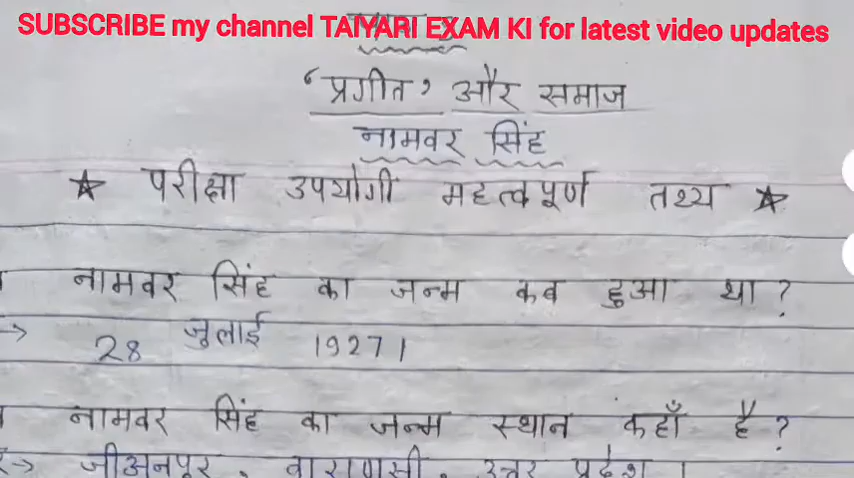 SUBSCRIBE my channel TAIYARI EXAM KI for latest video updates
‘प्रगीत’ और समाज
नामवर सिंह
★ परीक्षा उपयोगी महत्वपूर्ण तथ्य ★
नामवर सिंह का जन्म कब हुआ था?
→ 28 जुलाई 1927।
नामवर सिंह का जन्म स्थान कहाँ है?
→ जीअनपुर, वाराणसी, उत्तर प्रदेश।